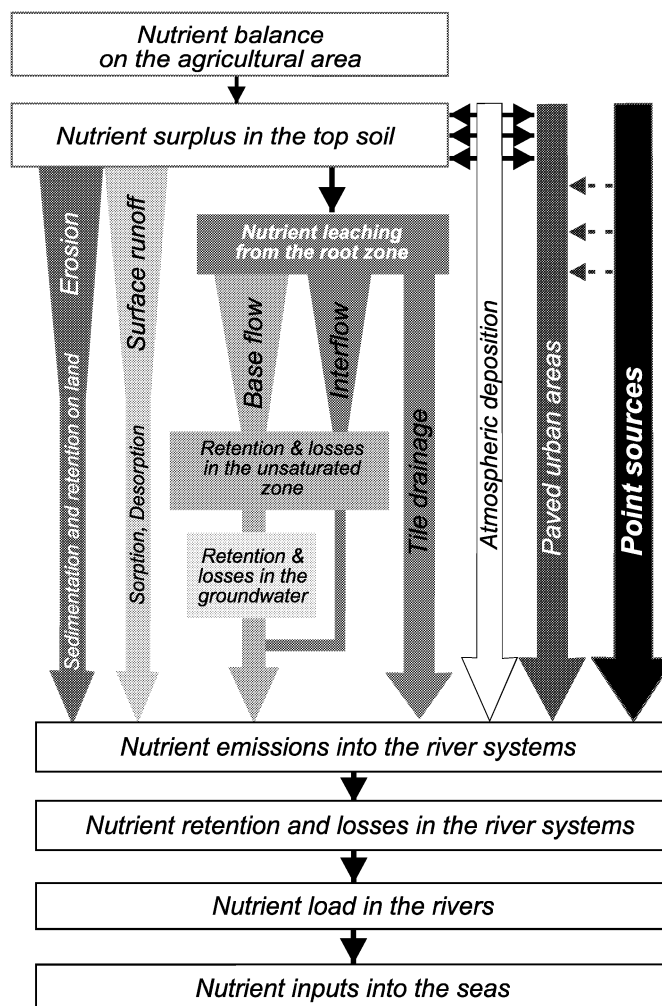 Nutrient balance
on the agricultural area
Nutrient surplus in the top soil
Erosion
Sedimentation and retention on land
Surface runoff
Sorption, Desorption
Nutrient leaching
from the root zone
Base flow
Interflow
Retention & losses
in the unsaturated
zone
Retention &
losses in the
groundwater
Tile drainage
Atmospheric deposition
Paved urban areas
Point sources
Nutrient emissions into the river systems
Nutrient retention and losses in the river systems
Nutrient load in the rivers
Nutrient inputs into the seas